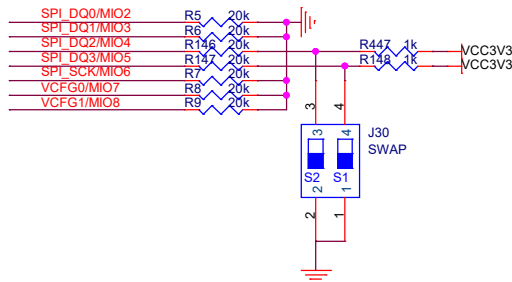 SPI_DQ0/MIO2 R5 20k
SPI_DQ1/MIO3 R6 20k
SPI_DQ2/MIO4 R146 20k R447 1k VCC3V3
SPI_DQ3/MIO5 R147 20k R148 1k VCC3V3
SPI_SCK/MIO6 R7 20k
VCFG0/MIO7 R8 20k
VCFG1/MIO8 R9 20k
3 4
3 4 J30
SWAP
S2 S1
2 1
2 1